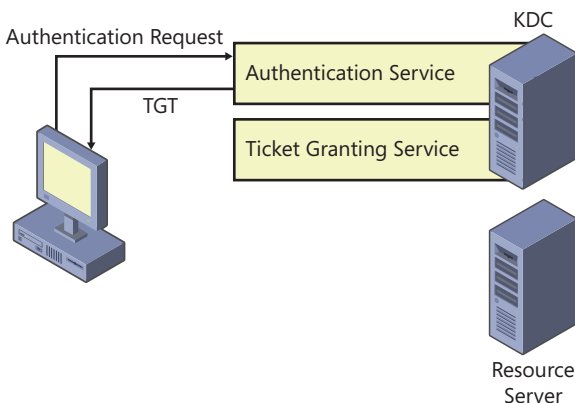 KDC
Authentication Request
Authentication Service
TGT
Ticket Granting Service
Resource
Server